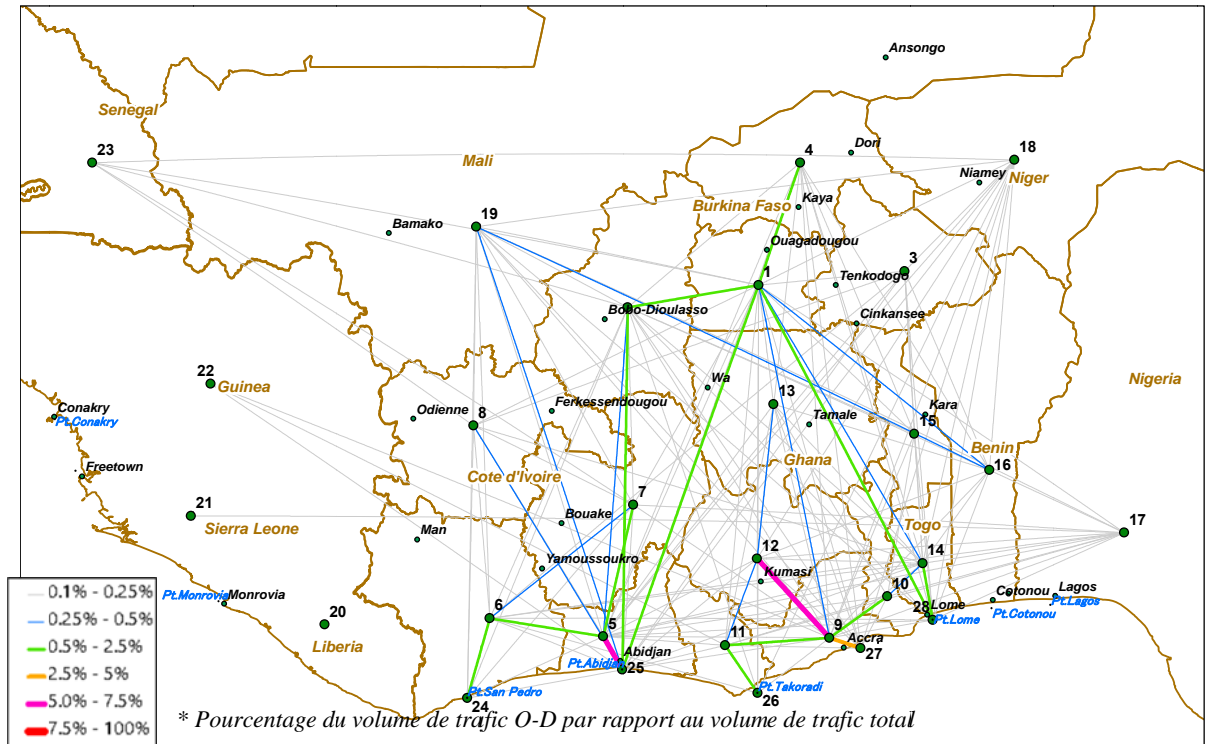 Ansongo
Senegal
23
Mali
4
Dori
18
Niamey
Niger
Kaya
Burkina Faso
19
Bamako
Ouagadougou
1
3
Tenkodogo
Bobo-Dioulasso
Cinkansee
22
Guinea
Wa
13
Nigeria
Conakry
Pt.Conakry
Odienne
Ferkessendougou
8
Tamale
Kara
15
Freetown
Cote d'Ivoire
Ghana
Benin
16
21
Sierra Leone
7
Bouake
Man
Togo
17
12
14
Yamoussoukro
Kumasi
0.1% - 0.25%
0.25% - 0.5%
0.5% - 2.5%
2.5% - 5%
5.0% - 7.5%
7.5% - 100%
Pt.Monrovia
Monrovia
20
Liberia
6
5
Pt.Abidjan
Abidjan
25
11
9
10
Accra
27
28
Lome
Pt.Lome
Cotonou
Pt.Cotonou
Lagos
Pt.Lagos
Pt.San Pedro
24
Pt.Takoradi
26
* Pourcentage du volume de trafic O-D par rapport au volume de trafic total